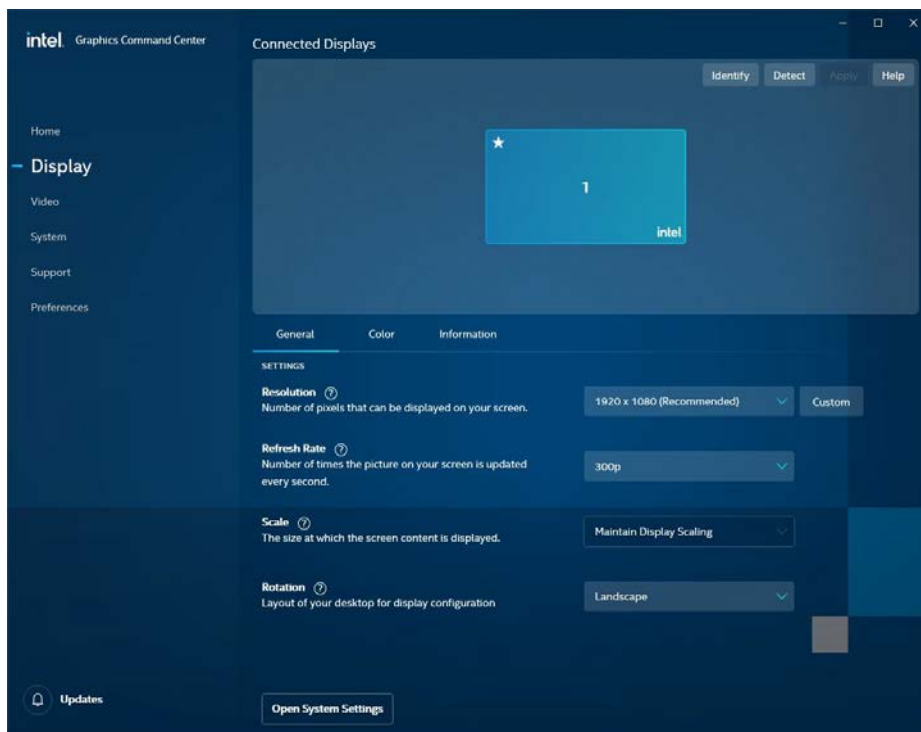 intel. Graphics Command Center
Home
Display
Video
System
Support
Preferences
Updates
Connected Displays
Identify Detect Apply Help
1
intel
General Color Information
SETTINGS
Resolution ?
Number of pixels that can be displayed on your screen.
1920 x 1080 (Recommended) Custom
Refresh Rate ?
Number of times the picture on your screen is updated
every second.
300p
Scale ?
The size at which the screen content is displayed.
Maintain Display Scaling
Rotation ?
Layout of your desktop for display configuration
Landscape
Open System Settings